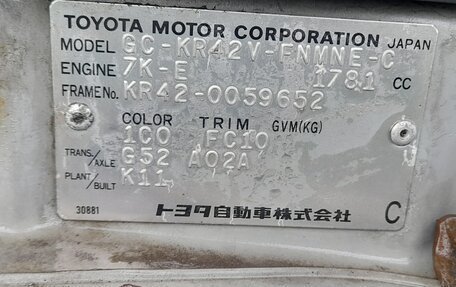 TOYOTA MOTOR CORPORATION JAPAN
MODEL GC-KR42V-FNMNE-C
ENGINE 7K-E 1781 CC
FRAME No. KR42-0059652
COLOR TRIM GVM(KG)
1C0 FC10
TRANS./AXLE G52 A02A
PLANT/BUILT K11
30881 トヨタ自動車株式会社 C